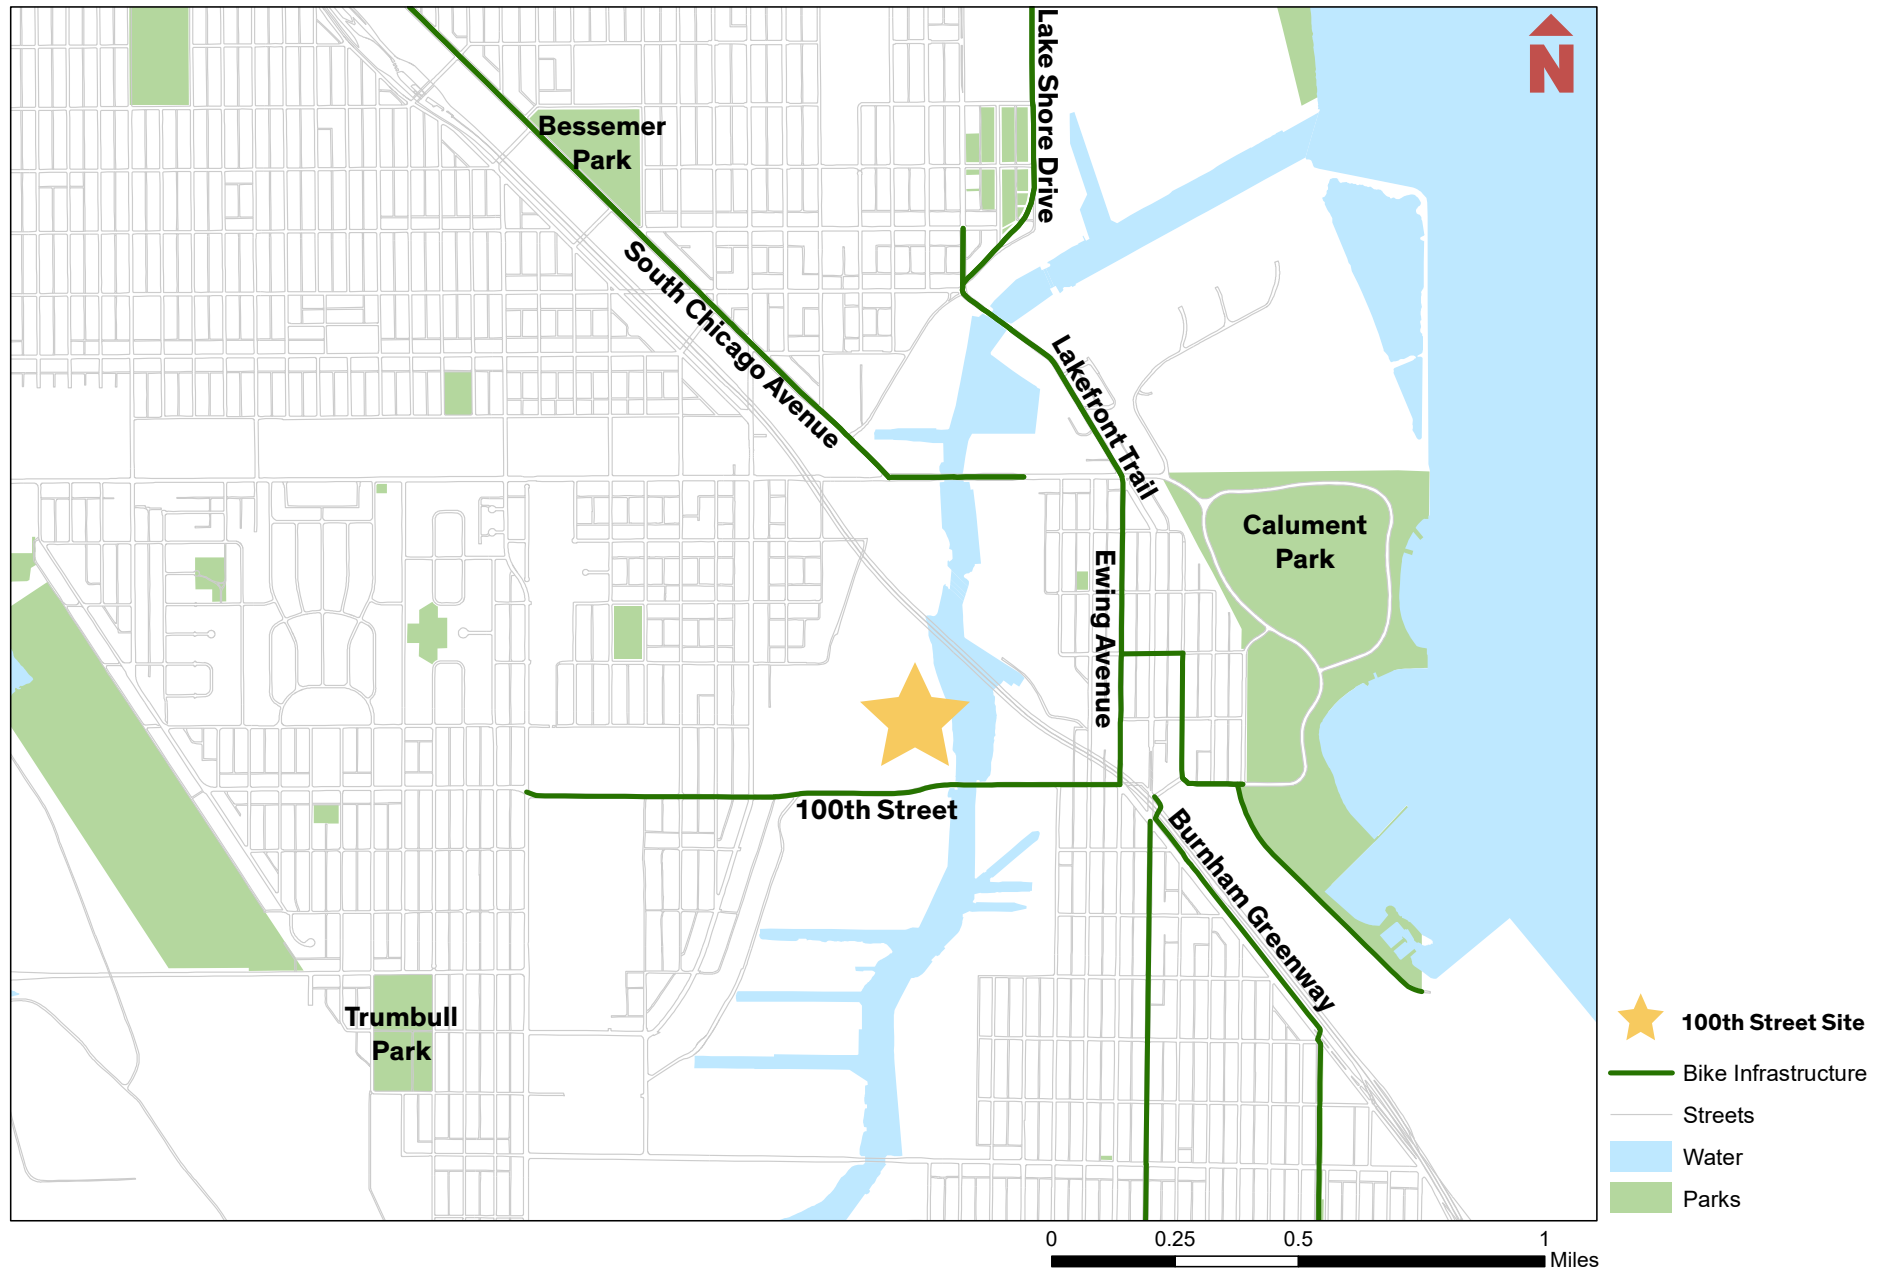 N
Lake Shore Drive
Bessemer
Park
South Chicago Avenue
Lakefront Trail
Calument
Park
Ewing Avenue
100th Street
Burnham Greenway
Trumbull
Park
100th Street Site
Bike Infrastructure
Streets
Water
Parks
0 0.25 0.5 1
Miles